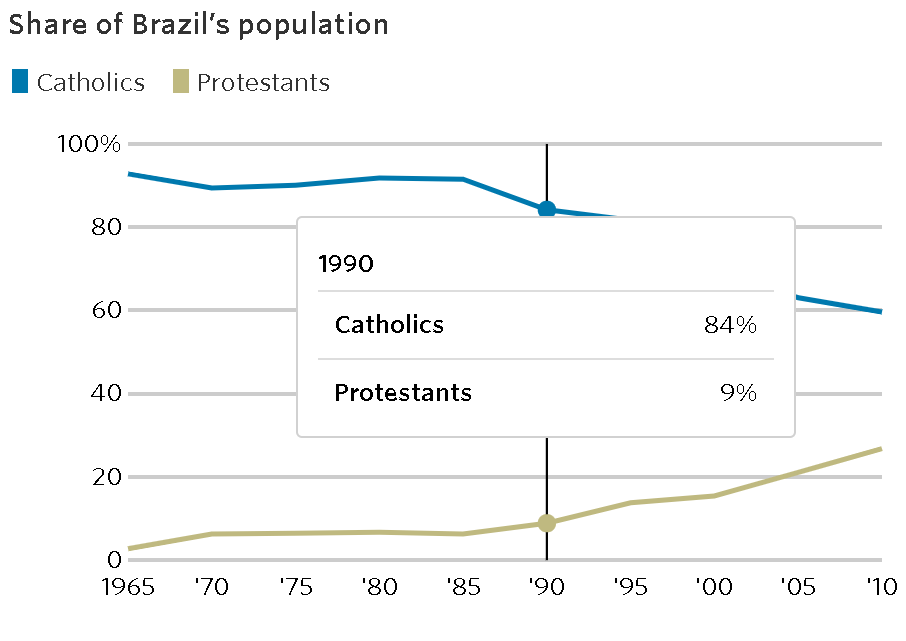 Share of Brazil’s population
Catholics Protestants
100%
80
1990
60
Catholics 84%
40
Protestants 9%
20
0
1965 '70 '75 '80 '85 '90 '95 '00 '05 '10